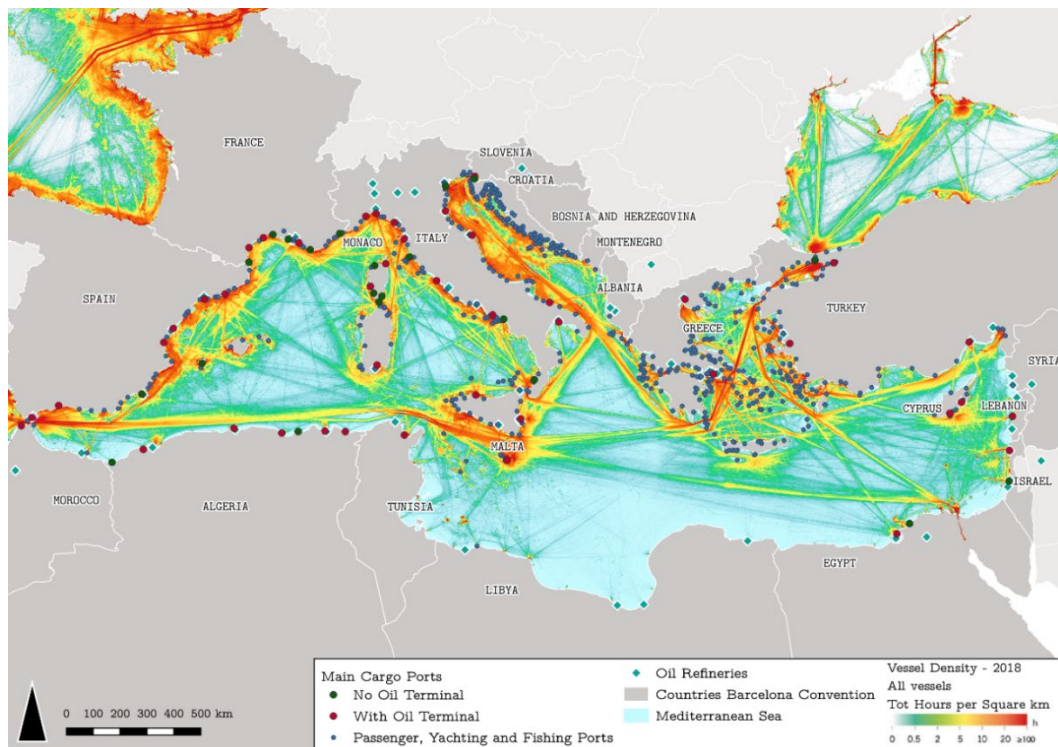 SLOVENIA
FRANCE
CROATIA
BOSNIA AND HERZEGOVINA
MONACO
ITALY
MONTENEGRO
ALBANIA
SPAIN
TURKEY
GREECE
SYRIA
CYPRUS
LEBANON
MALTA
ISRAEL
MOROCCO
ALGERIA
TUNISIA
EGYPT
LIBYA
0 100 200 300 400 500 km
Main Cargo Ports
No Oil Terminal
With Oil Terminal
Passenger, Yachting and Fishing Ports
Oil Refineries
Countries Barcelona Convention
Mediterranean Sea
Vessel Density - 2018
All vessels
Tot Hours per Square km
h
0 0.5 2 5 10 20 ≥100